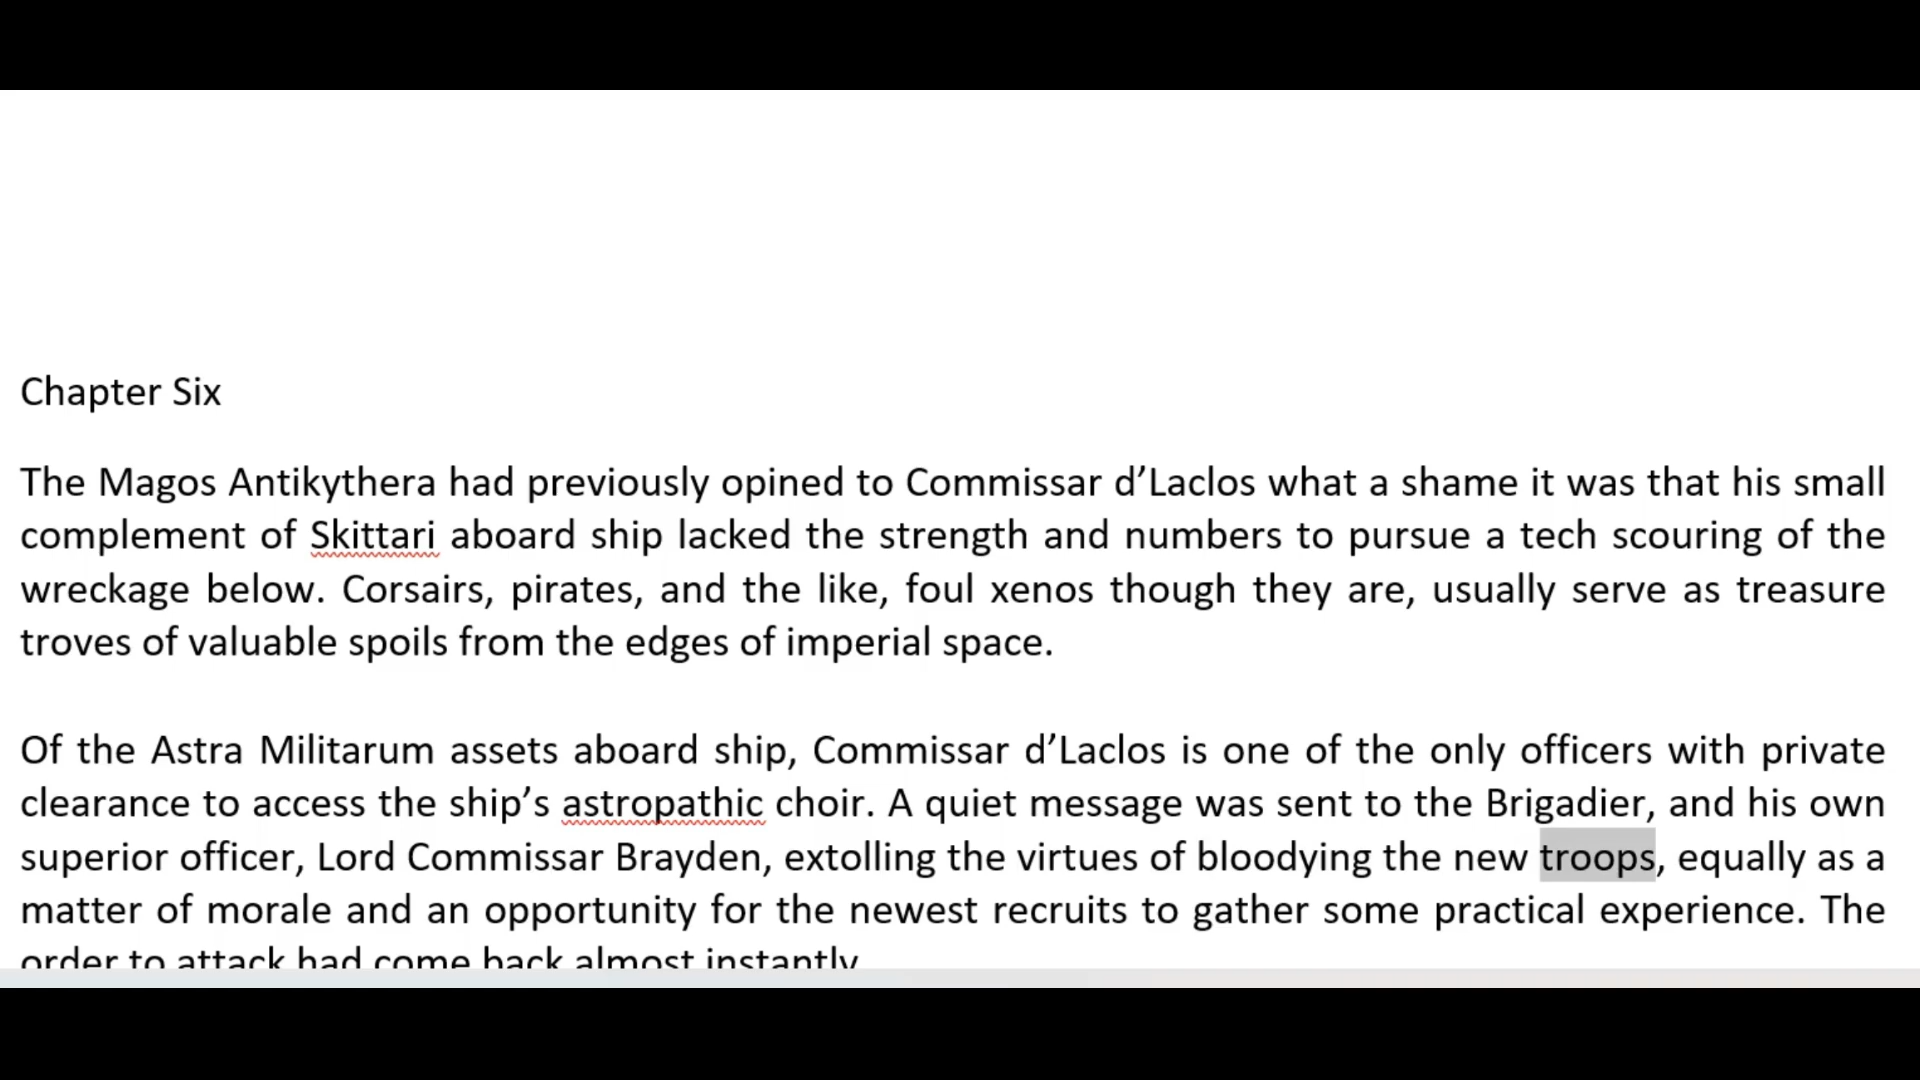 Chapter Six
The Magos Antikythera had previously opined to Commissar d’Laclos what a shame it was that his small
complement of Skittari aboard ship lacked the strength and numbers to pursue a tech scouring of the
wreckage below. Corsairs, pirates, and the like, foul xenos though they are, usually serve as treasure
troves of valuable spoils from the edges of imperial space.
Of the Astra Militarum assets aboard ship, Commissar d’Laclos is one of the only officers with private
clearance to access the ship’s astropathic choir. A quiet message was sent to the Brigadier, and his own
superior officer, Lord Commissar Brayden, extolling the virtues of bloodying the new troops, equally as a
matter of morale and an opportunity for the newest recruits to gather some practical experience. The
order to attack had come back almost instantly.